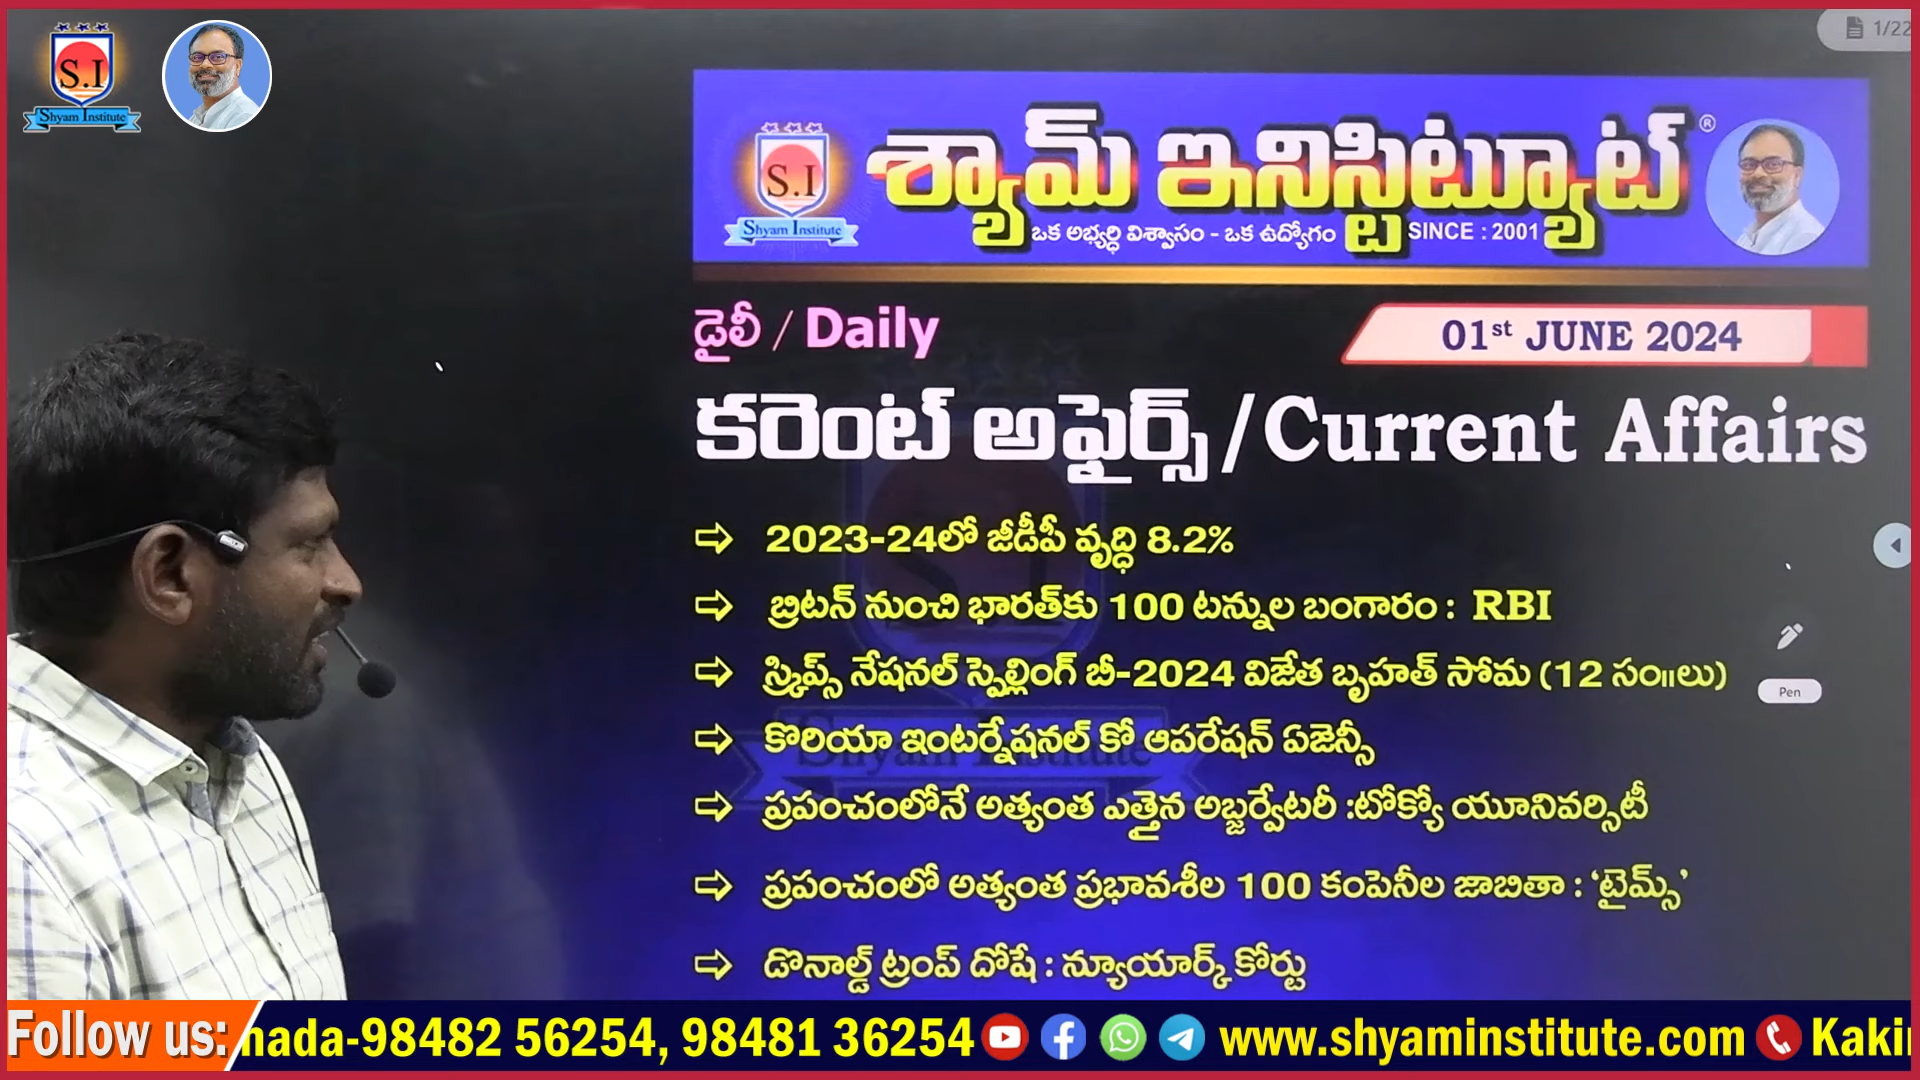 S.I
Shyam Institute
1/22
S.I
Shyam Institute
శ్యామ్ ఇనిస్టిట్యూట్ ®
ఒక అభ్యర్ధి విశ్వాసం - ఒక ఉద్యోగం SINCE : 2001
డైలీ / Daily
01st JUNE 2024
కరెంట్ అఫైర్స్ / Current Affairs
⇨ 2023-24లో జీడీపీ వృద్ధి 8.2%
⇨ బ్రిటన్ నుంచి భారత్‌కు 100 టన్నుల బంగారం : RBI
⇨ స్క్రిప్స్ నేషనల్ స్పెల్లింగ్ బీ-2024 విజేత బృహత్ సోమ (12 సం॥లు)
⇨ కొరియా ఇంటర్నేషనల్ కో ఆపరేషన్ ఏజెన్సీ
⇨ ప్రపంచంలోనే అత్యంత ఎత్తైన అబ్జర్వేటరీ :టోక్యో యూనివర్సిటీ
⇨ ప్రపంచంలో అత్యంత ప్రభావశీల 100 కంపెనీల జాబితా : 'టైమ్స్'
⇨ డొనాల్డ్ ట్రంప్ దోషే : న్యూయార్క్ కోర్టు
Pen
Follow us: nada-98482 56254, 98481 36254 www.shyaminstitute.com Kakin